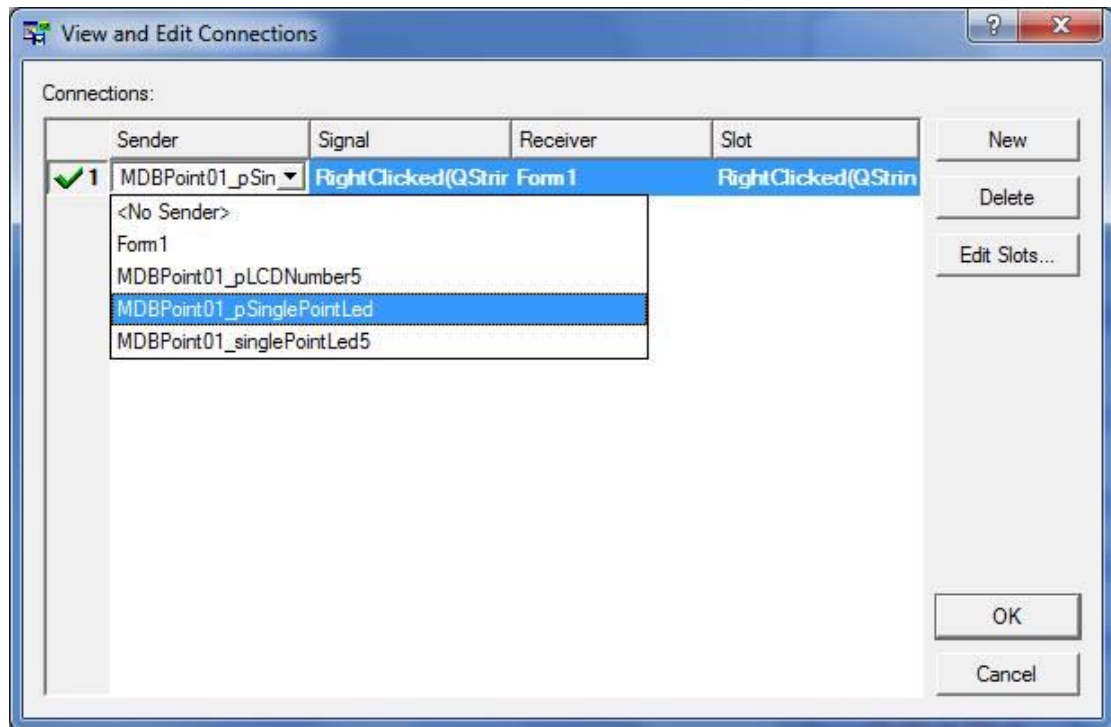 View and Edit Connections
Connections:
Sender Signal Receiver Slot New
1 MDBPoint01_pSin RightClicked(QStrir Form1 RightClicked(QStrin
Delete
<No Sender>
Form1
Edit Slots...
MDBPoint01_pLCDNumber5
MDBPoint01_pSinglePointLed
MDBPoint01_singlePointLed5
OK
Cancel